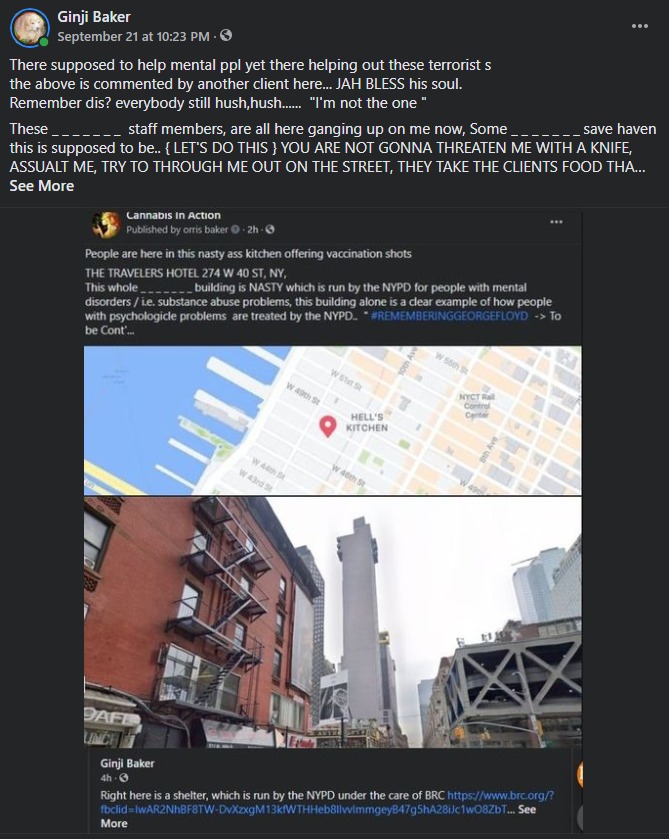 Ginji Baker
September 21 at 10:23 PM ·
There supposed to help mental ppl yet there helping out these terrorist s
the above is commented by another client here... JAH BLESS his soul.
Remember dis? everybody still hush,hush...... "I'm not the one "
These _ _ _ _ _ _ _ staff members, are all here ganging up on me now, Some _ _ _ _ _ _ _ save haven
this is supposed to be.. { LET'S DO THIS } YOU ARE NOT GONNA THREATEN ME WITH A KNIFE,
ASSUALT ME, TRY TO THROUGH ME OUT ON THE STREET, THEY TAKE THE CLIENTS FOOD THA...
See More
Cannabis In Action
Published by orris baker · 2h ·
People are here in this nasty ass kitchen offering vaccination shots
THE TRAVELERS HOTEL 274 W 40 ST, NY,
This whole _ _ _ _ _ _ _ building is NASTY which is run by the NYPD for people with mental
disorders / i.e. substance abuse problems, this building alone is a clear example of how people
with psychologicle problems are treated by the NYPD.. " #REMEMBERINGGEORGEFLOYD -> To
be Cont'...
W 51st St
10th Ave
W 56th St
W 49th St
NYCT Rail
Control
Center
HELL'S
KITCHEN
8th Ave
W 44th St
W 46th St
W 43rd St
Ginji Baker
4h ·
Right here is a shelter, which is run by the NYPD under the care of BRC https://www.brc.org/?
See
More